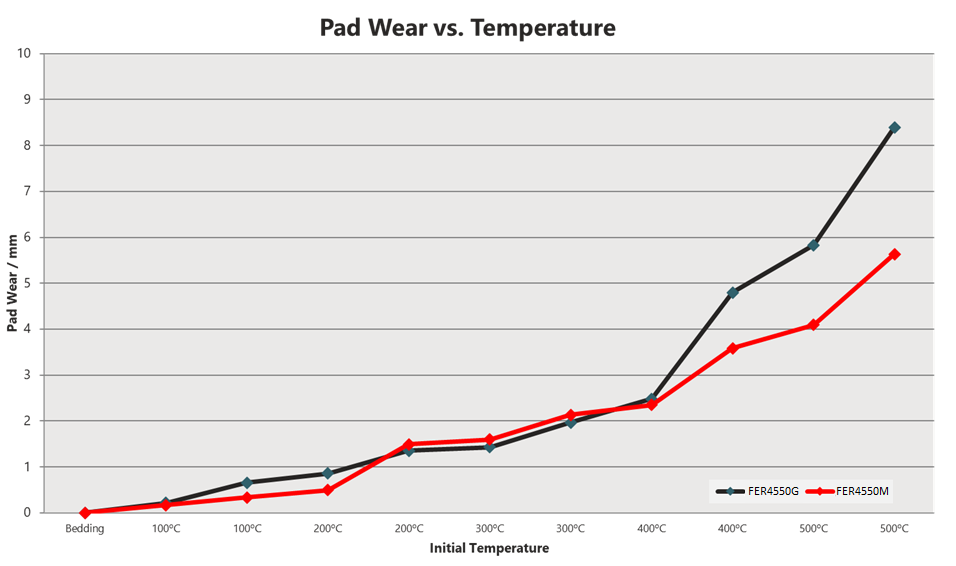 Pad Wear vs. Temperature
10
9
8
7
6
5
4
3
2
1
0
Pad Wear / mm
FER4550G FER4550M
Bedding 100ºC 100ºC 200ºC 200ºC 300ºC 300ºC 400ºC 400ºC 500ºC 500ºC
Initial Temperature